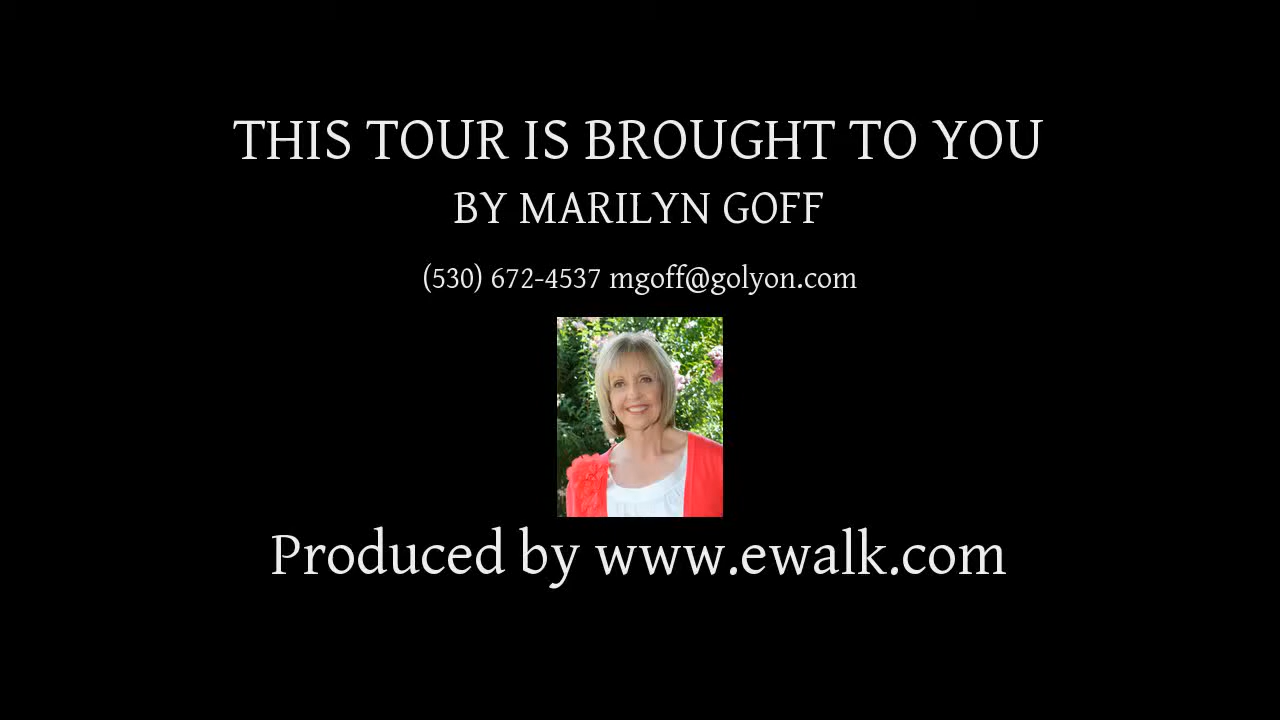 THIS TOUR IS BROUGHT TO YOU
BY MARILYN GOFF
(530) 672-4537 mgoff@golyon.com
Produced by www.ewalk.com